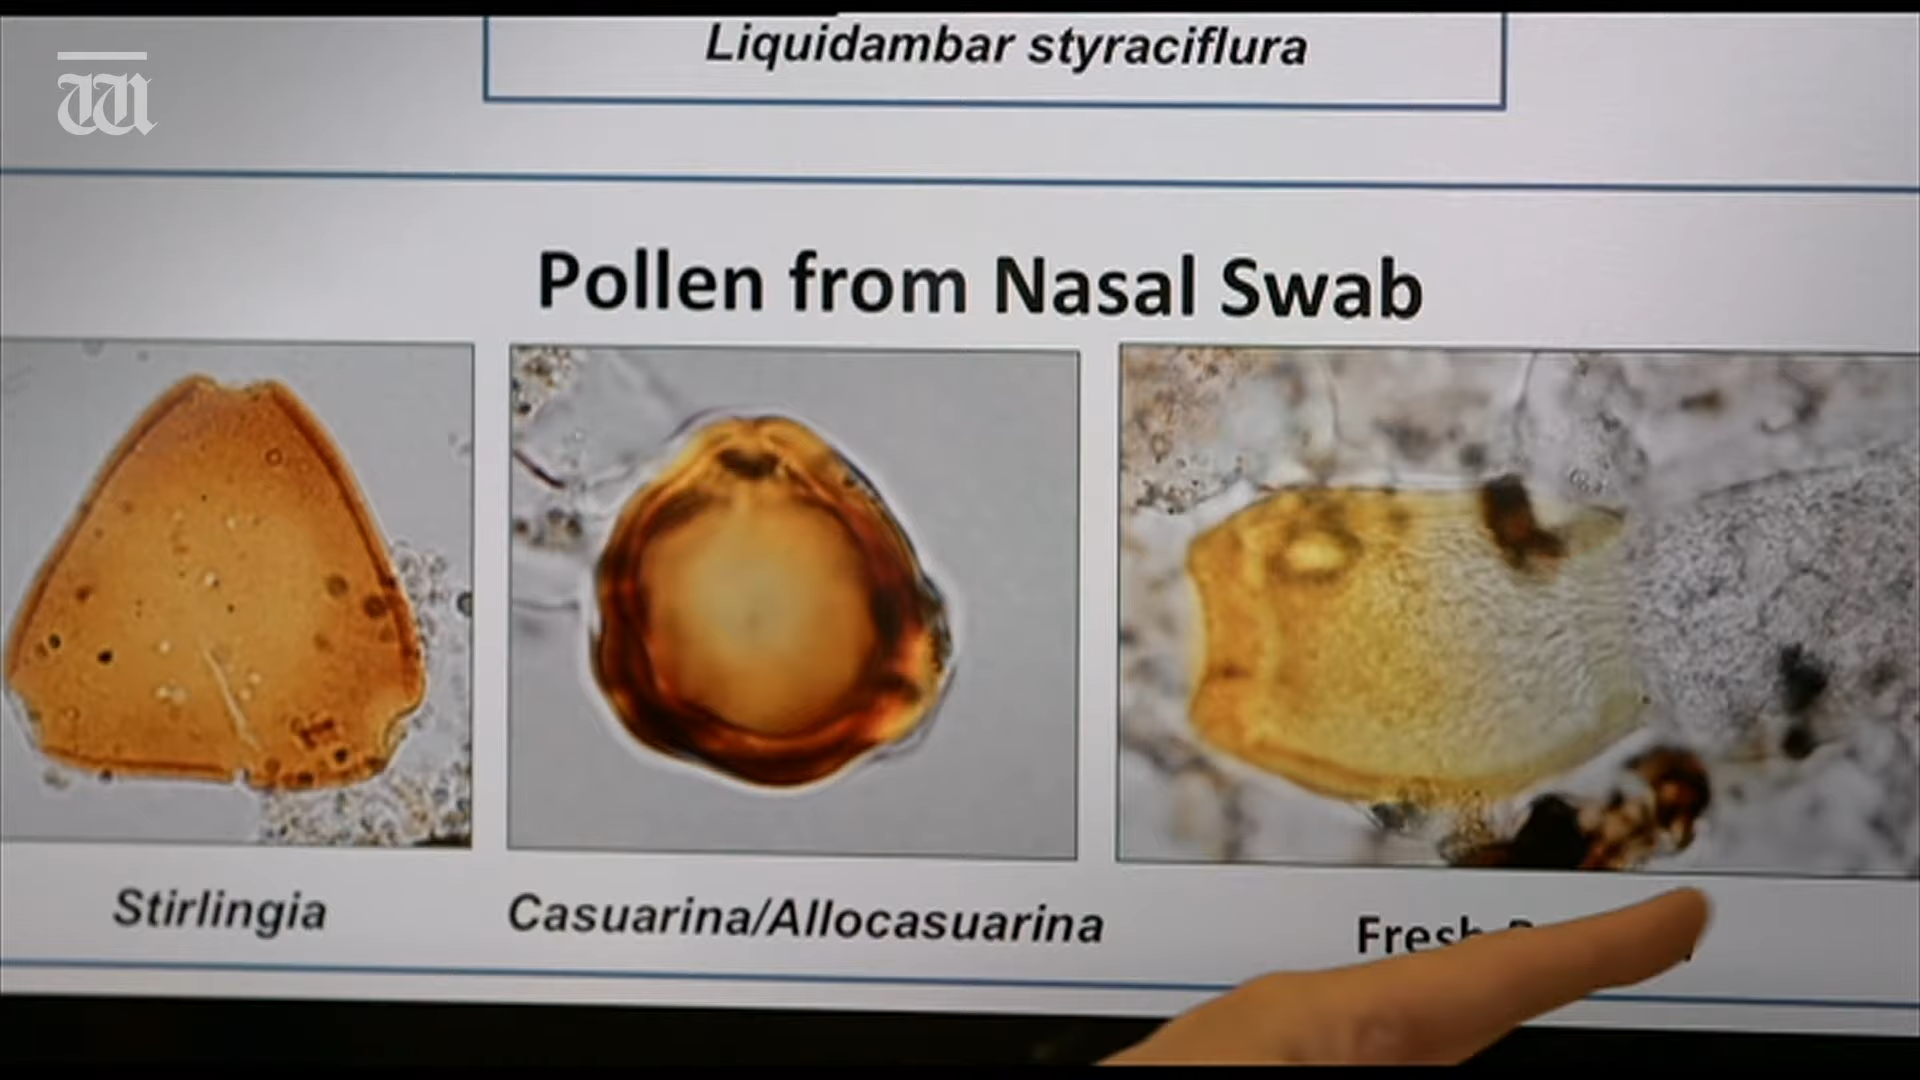 W
Liquidambar styraciflura
Pollen from Nasal Swab
Stirlingia
Casuarina/Allocasuarina
Fresh